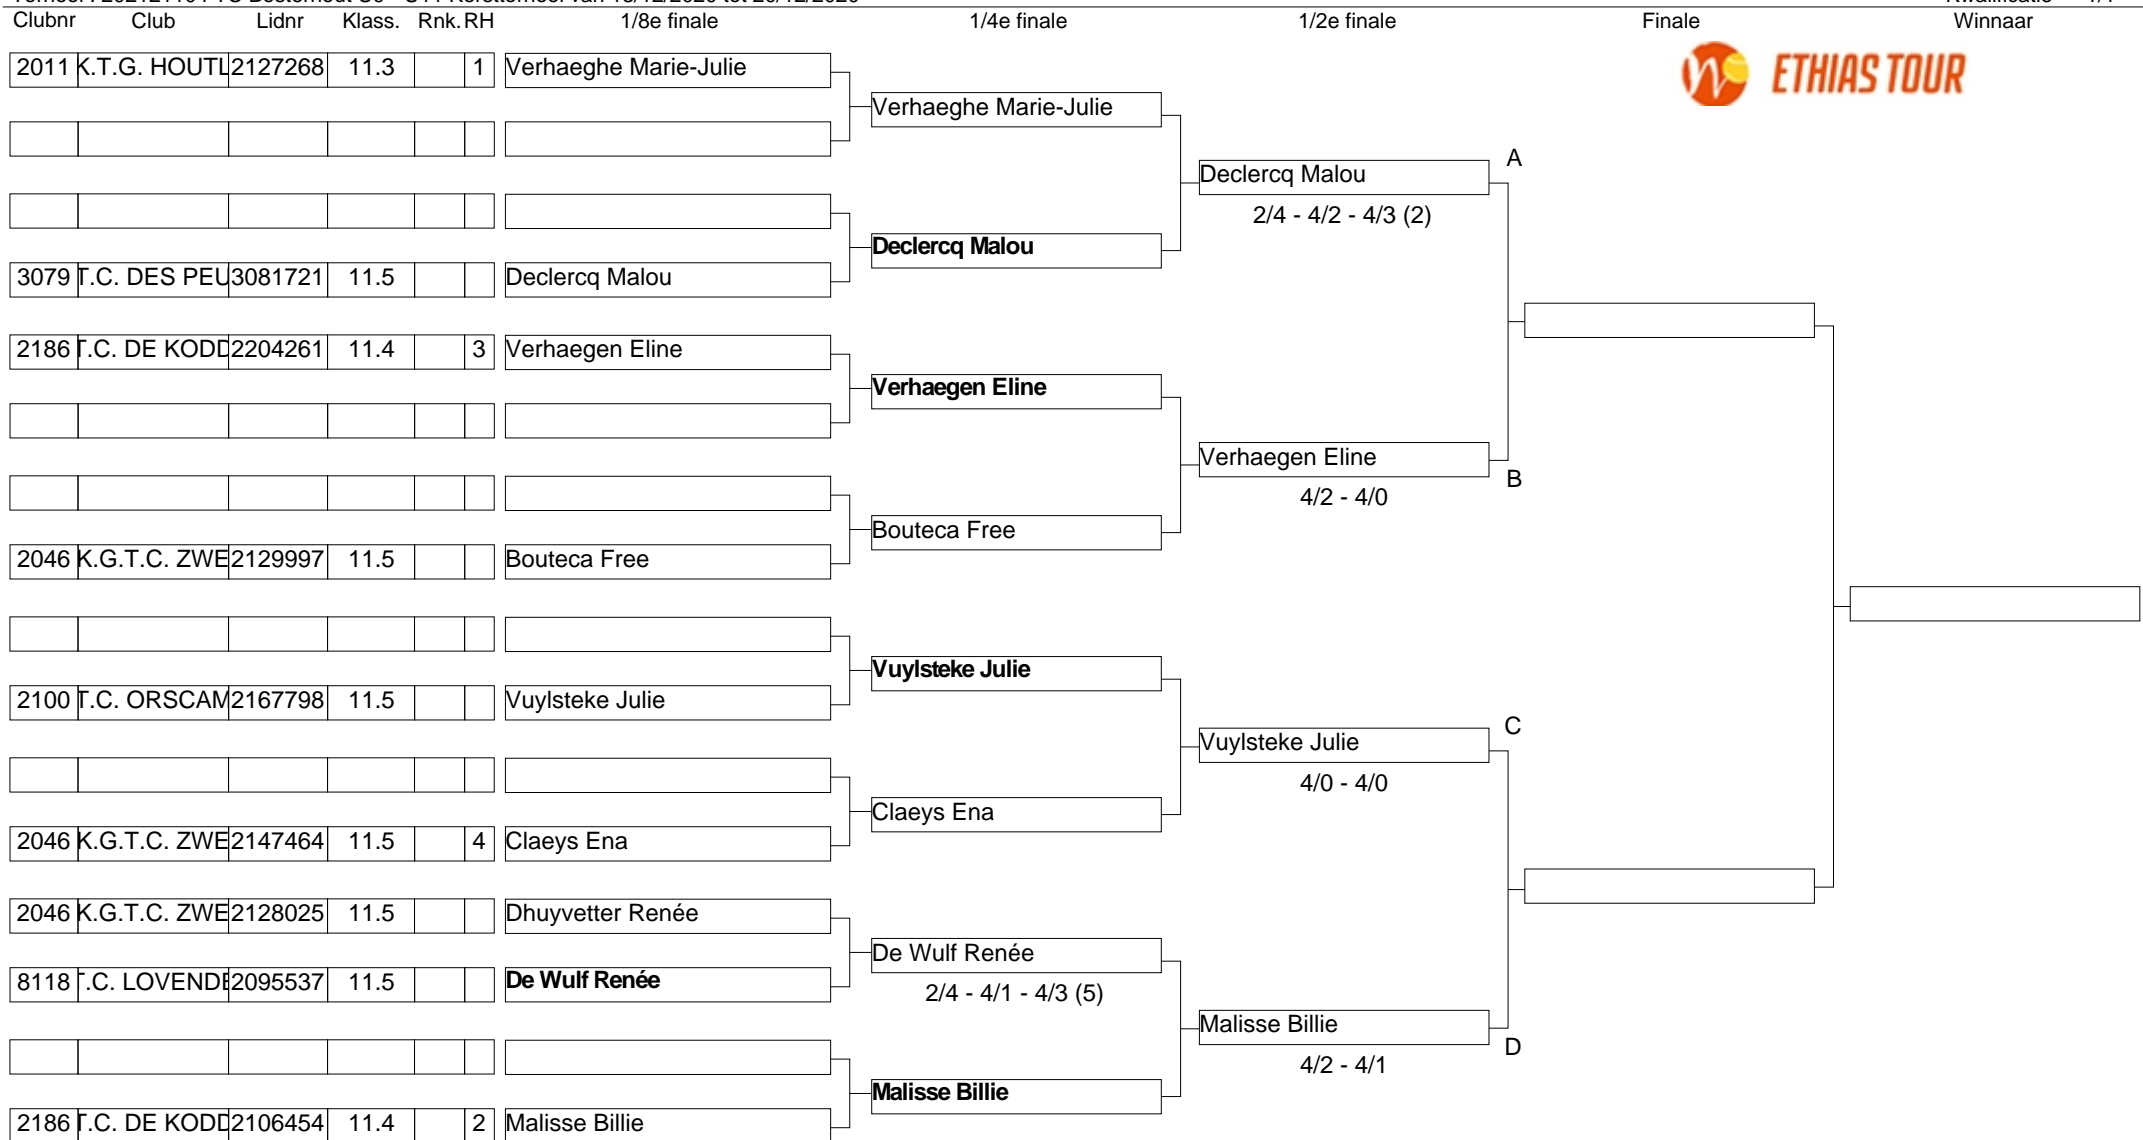 Clubnr Club Lidnr Klass. Rnk. RH 1/8e finale 1/4e finale 1/2e finale Finale Winnaar
ETHIAS TOUR
2011 K.T.G. HOUTL 2127268 11.3 1 Verhaeghe Marie-Julie
Verhaeghe Marie-Julie
Declercq Malou A
2/4 - 4/2 - 4/3 (2)
Declercq Malou
3079 T.C. DES PEU 3081721 11.5 Declercq Malou
2186 T.C. DE KODD 2204261 11.4 3 Verhaegen Eline
Verhaegen Eline
Verhaegen Eline B
4/2 - 4/0
Bouteca Free
2046 K.G.T.C. ZWE 2129997 11.5 Bouteca Free
Vuylsteke Julie
2100 T.C. ORSCAM 2167798 11.5 Vuylsteke Julie
Vuylsteke Julie C
4/0 - 4/0
Claeys Ena
2046 K.G.T.C. ZWE 2147464 11.5 4 Claeys Ena
2046 K.G.T.C. ZWE 2128025 11.5 Dhuyvetter Renée
De Wulf Renée
8118 T.C. LOVENDE 2095537 11.5 De Wulf Renée
2/4 - 4/1 - 4/3 (5)
Malisse Billie D
4/2 - 4/1
Malisse Billie
2186 T.C. DE KODD 2106454 11.4 2 Malisse Billie